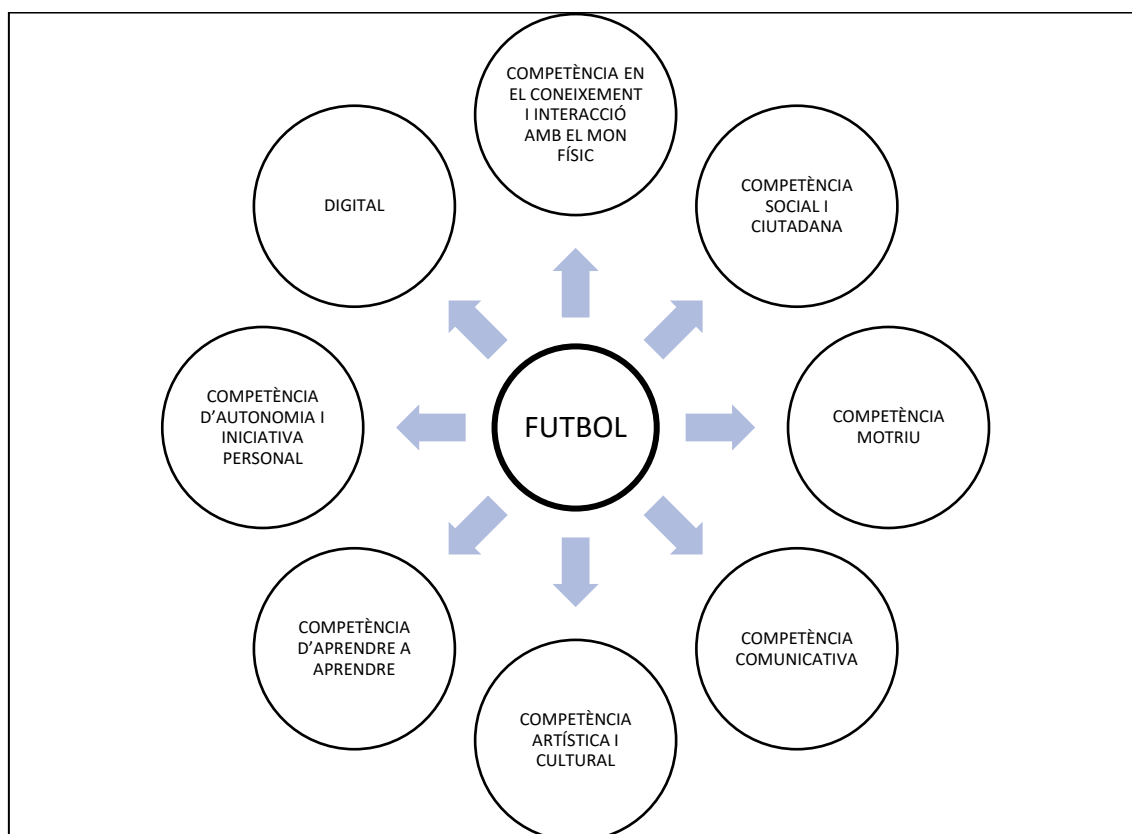 COMPETÈNCIA EN
EL CONEIXEMENT
I INTERACCIÓ
AMB EL MON
FÍSIC
COMPETÈNCIA
SOCIAL I
CIUTADANA
COMPETÈNCIA
MOTRIU
COMPETÈNCIA
COMUNICATIVA
COMPETÈNCIA
ARTÍSTICA I
CULTURAL
COMPETÈNCIA
D'APRENDRE A
APRENDRE
COMPETÈNCIA
D'AUTONOMIA I
INICIATIVA
PERSONAL
DIGITAL
FUTBOL